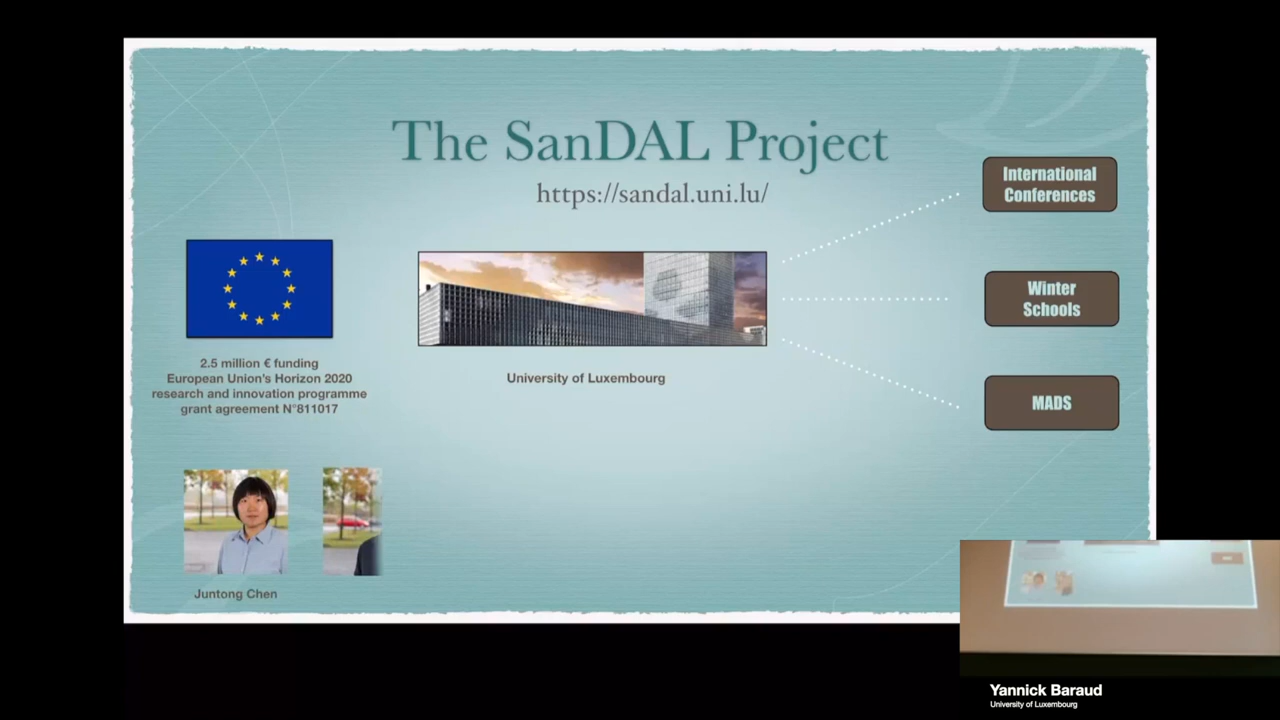 The SanDAL Project
https://sandal.uni.lu/
International
Conferences
Winter
Schools
MADS
2.5 million € funding
European Union's Horizon 2020
research and innovation programme
grant agreement N°811017
University of Luxembourg
Juntong Chen
Yannick Baraud
University of Luxembourg